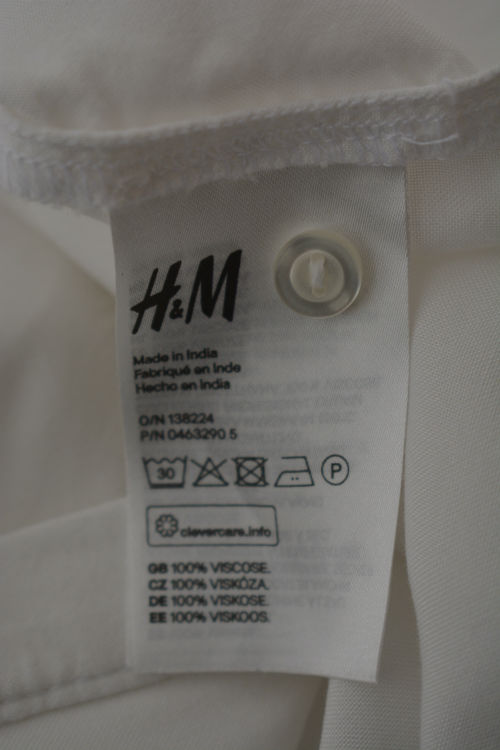 H&M
Made in India
Fabriqué en Inde
Hecho en India
O/N 138224
P/N 0463290 5
30 P
clevercare.info
GB 100% VISCOSE.
CZ 100% VISKÓZA.
DE 100% VISKOSE.
EE 100% VISKOOS.